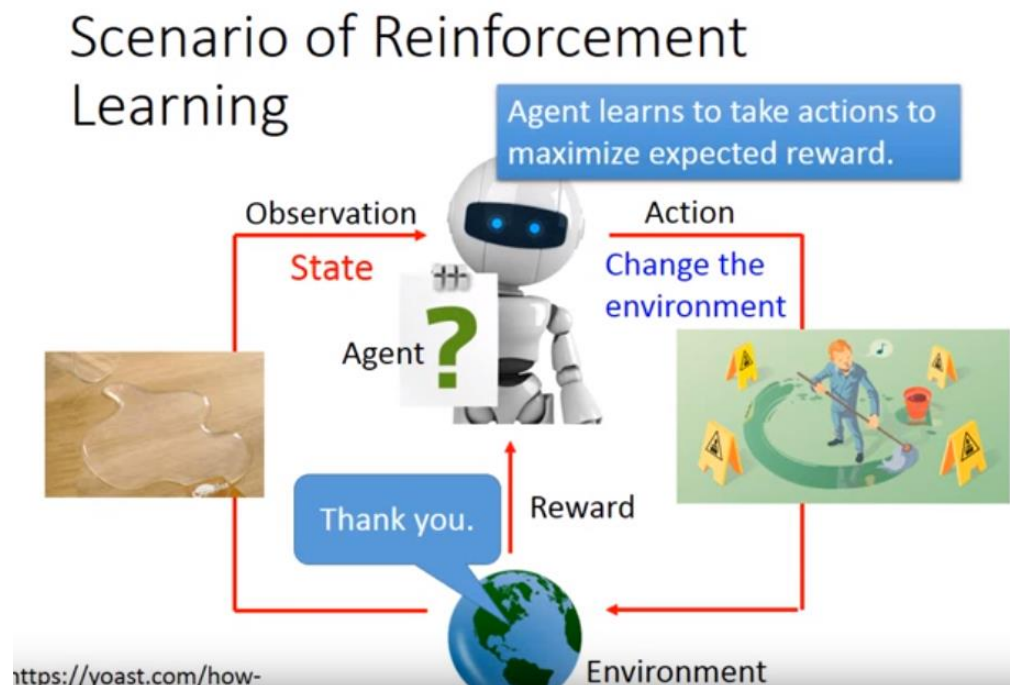 Scenario of Reinforcement
Learning
Agent learns to take actions to
maximize expected reward.
Observation
Action
State
Change the
environment
Agent
?
Thank you.
Reward
Environment
https://yoast.com/how-